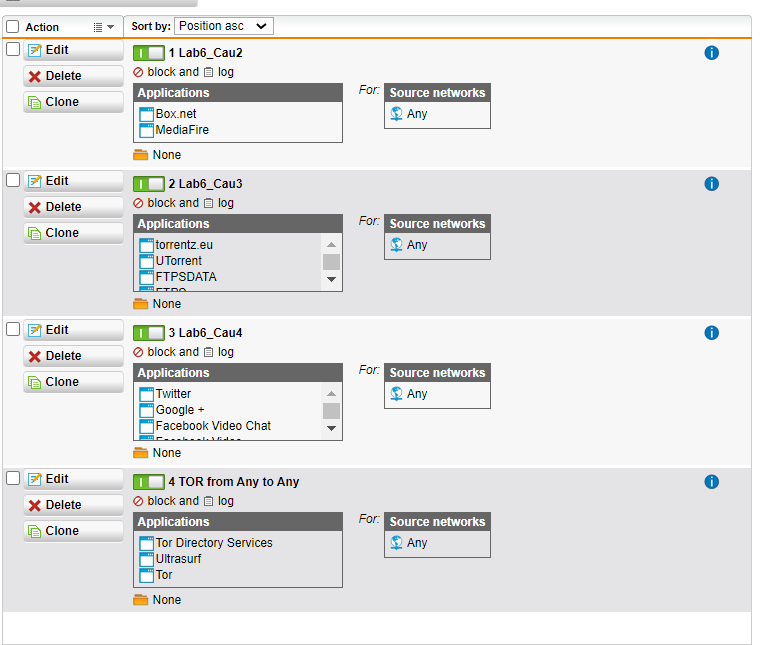 Action Sort by: Position asc
Edit 1 Lab6_Cau2
Delete block and log
Clone Applications For: Source networks
Box.net Any
MediaFire
None
Edit 2 Lab6_Cau3
Delete block and log
Clone Applications For: Source networks
torrentz.eu Any
UTorrent
FTPSDATA
None
Edit 3 Lab6_Cau4
Delete block and log
Clone Applications For: Source networks
Twitter Any
Google +
Facebook Video Chat
Facebook Video
None
Edit 4 TOR from Any to Any
Delete block and log
Clone Applications For: Source networks
Tor Directory Services Any
Ultrasurf
Tor
None